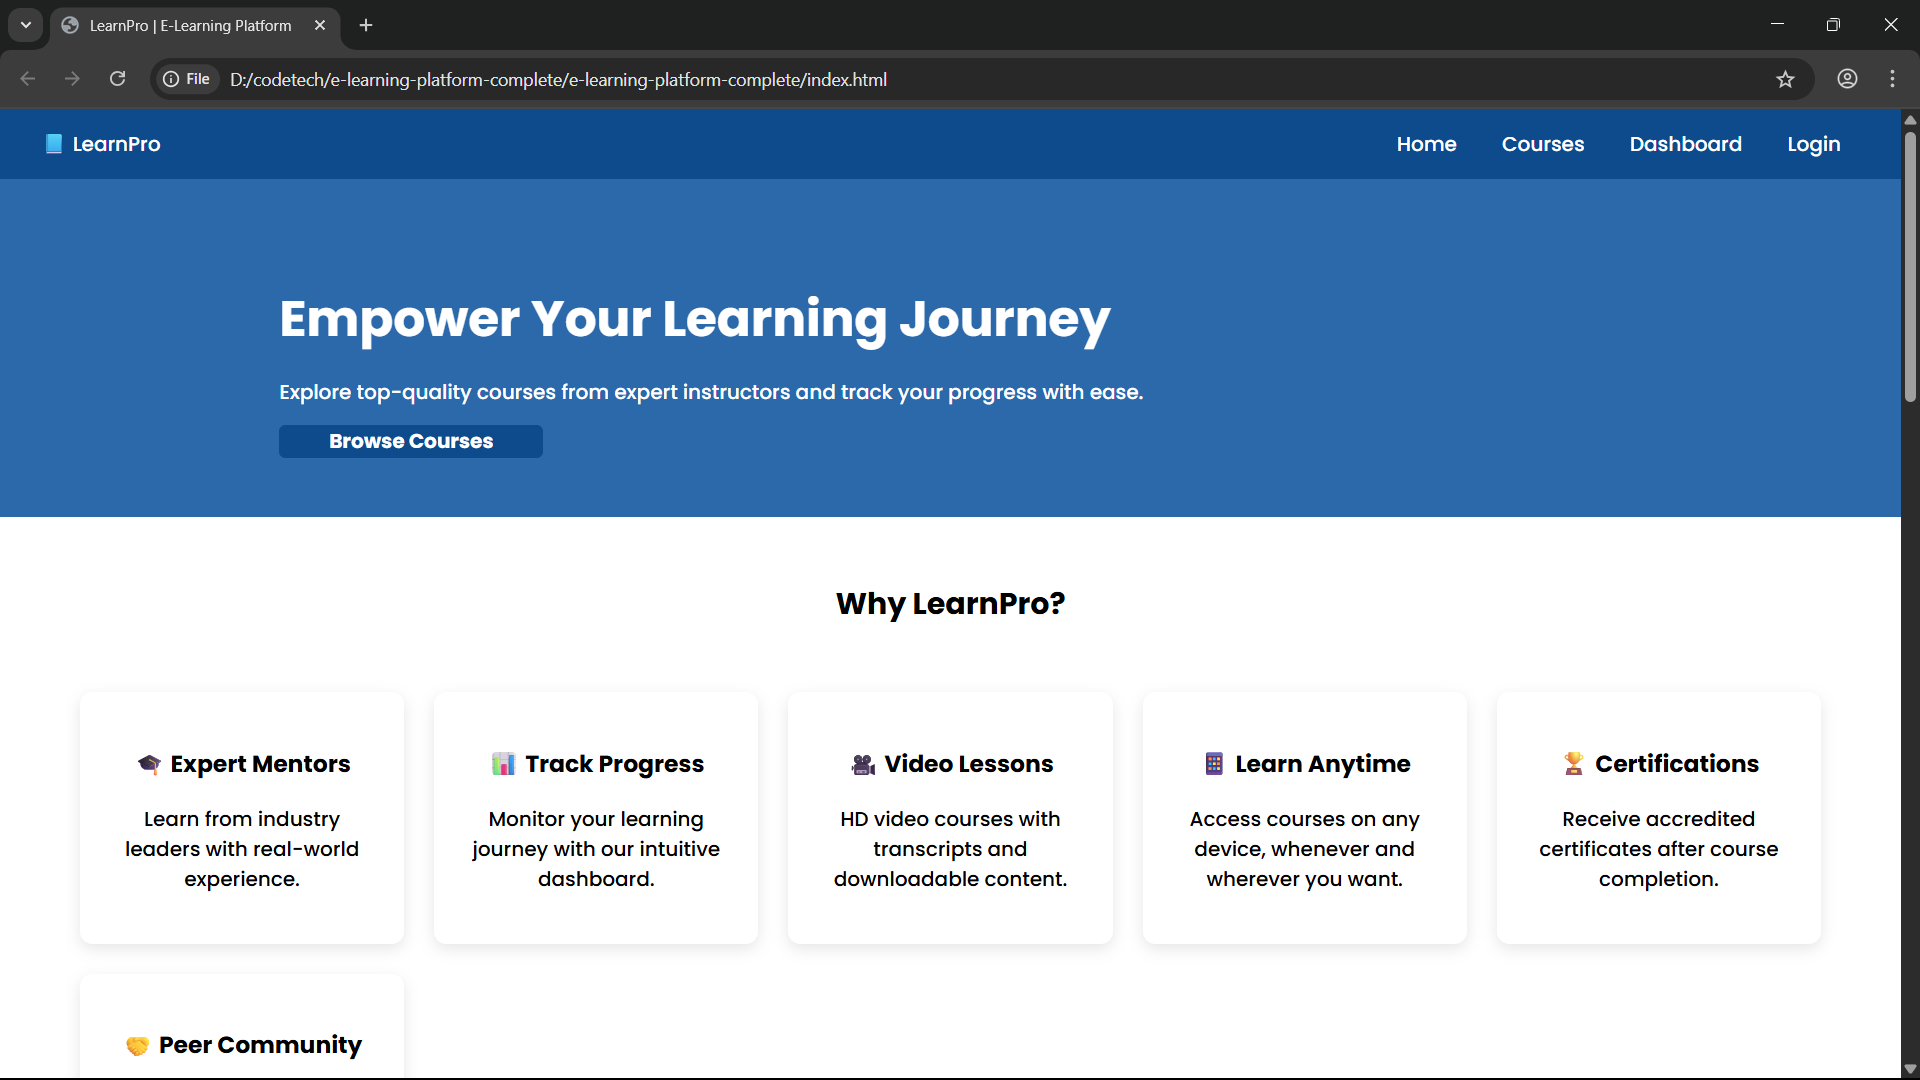 LearnPro | E-Learning Platform
File D:/codetech/e-learning-platform-complete/e-learning-platform-complete/index.html
LearnPro
Home Courses Dashboard Login
Empower Your Learning Journey
Explore top-quality courses from expert instructors and track your progress with ease.
Browse Courses
Why LearnPro?
Expert Mentors
Learn from industry
leaders with real-world
experience.
Track Progress
Monitor your learning
journey with our intuitive
dashboard.
Video Lessons
HD video courses with
transcripts and
downloadable content.
Learn Anytime
Access courses on any
device, whenever and
wherever you want.
Certifications
Receive accredited
certificates after course
completion.
Peer Community